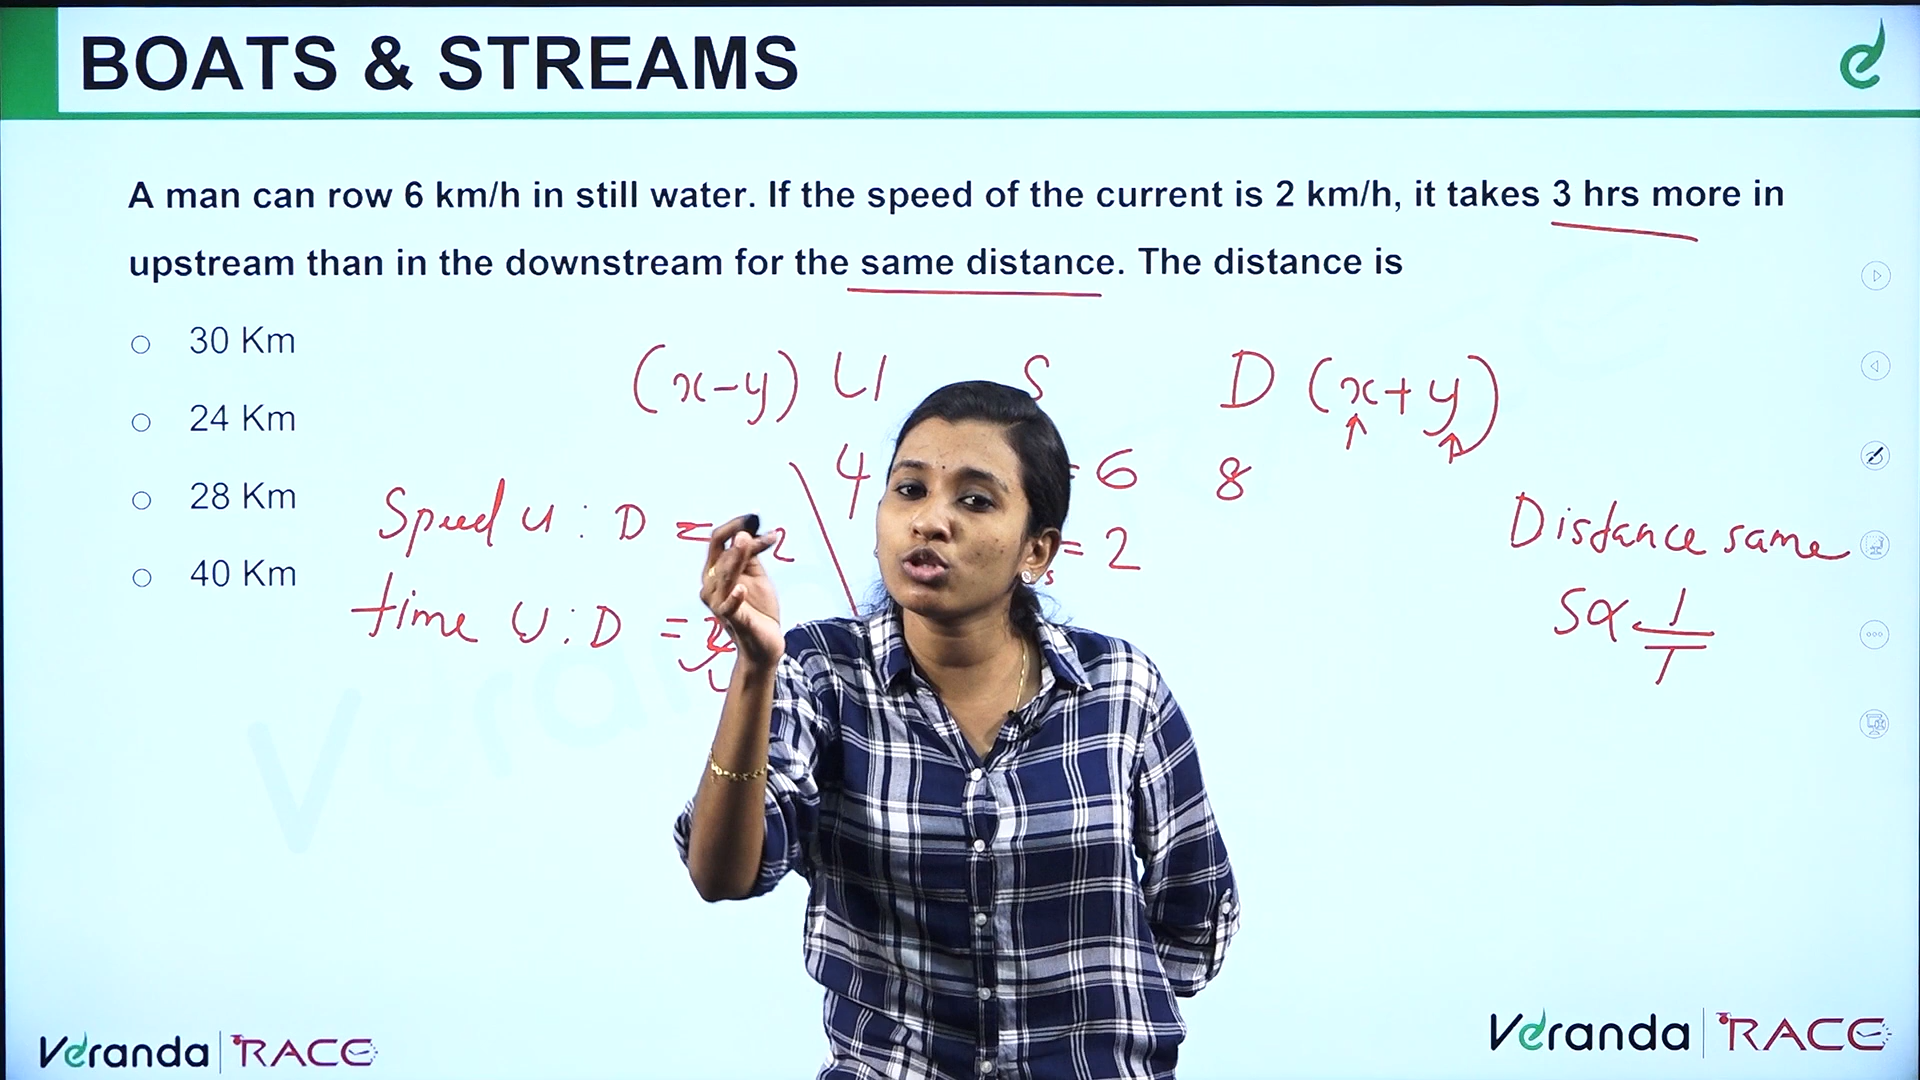 BOATS & STREAMS
A man can row 6 km/h in still water. If the speed of the current is 2 km/h, it takes 3 hrs more in
upstream than in the downstream for the same distance. The distance is
30 Km
24 Km
28 Km
40 Km
(x-y) U S D (x+y)
4 = 6 8
Speed U : D = 2
= 2
time U : D =
Distance same
S ∝ 1/T
Veranda
Veranda RACE
Veranda RACE